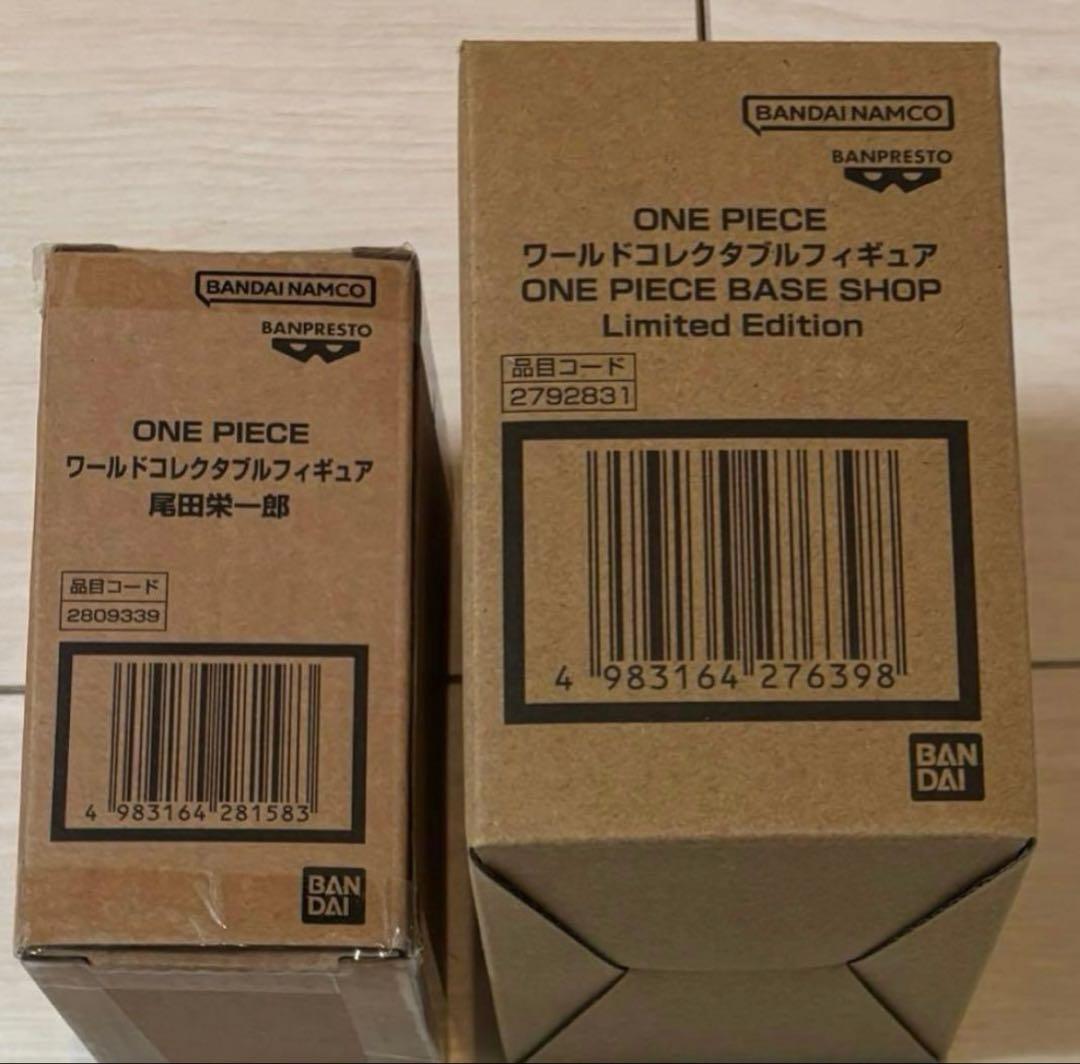 BANDAI NAMCO
BANPRESTO
ONE PIECE
ワールドコレクタブルフィギュア
尾田栄一郎
品目コード
2809339
4 983164 281583
BAN
DAI
BANDAI NAMCO
BANPRESTO
ONE PIECE
ワールドコレクタブルフィギュア
ONE PIECE BASE SHOP
Limited Edition
品目コード
2792831
4 983164 276398
BAN
DAI